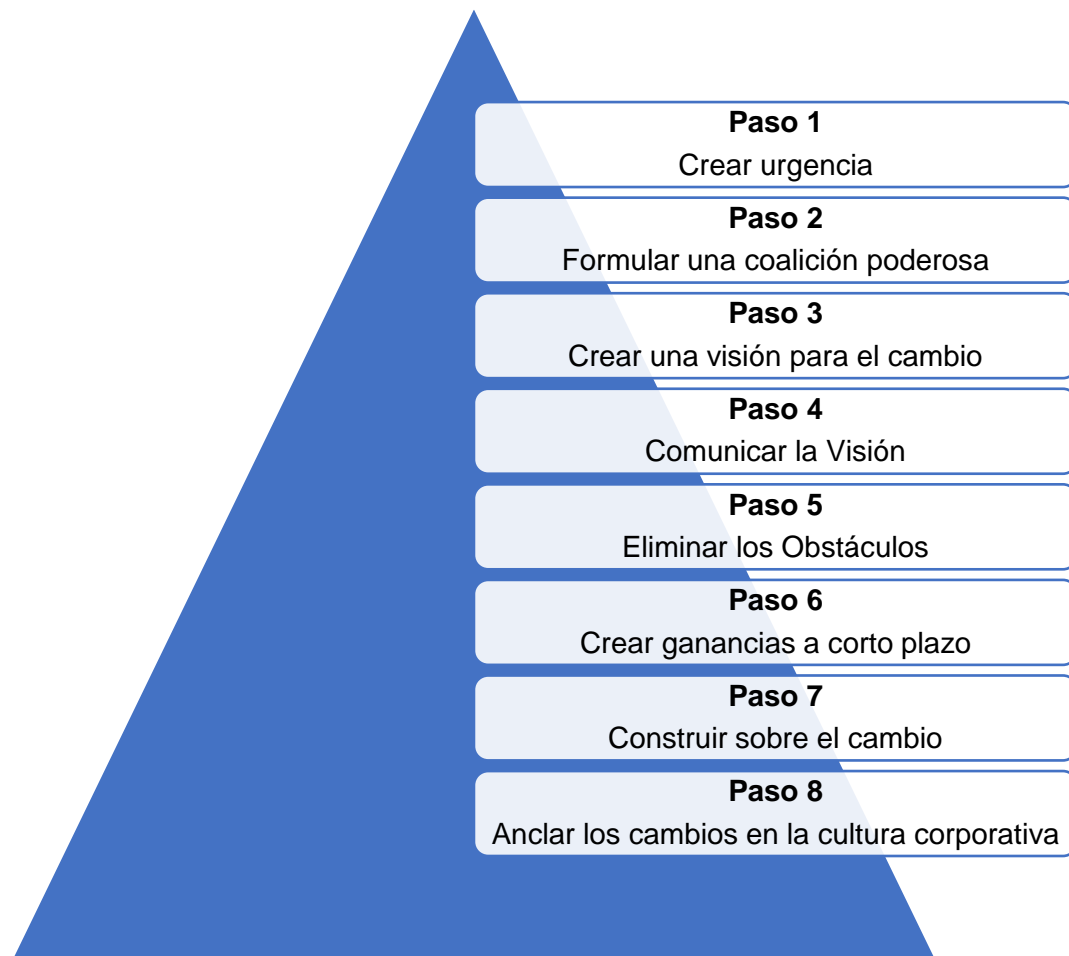 Paso 1
Crear urgencia
Paso 2
Formular una coalición poderosa
Paso 3
Crear una visión para el cambio
Paso 4
Comunicar la Visión
Paso 5
Eliminar los Obstáculos
Paso 6
Crear ganancias a corto plazo
Paso 7
Construir sobre el cambio
Paso 8
Anclar los cambios en la cultura corporativa